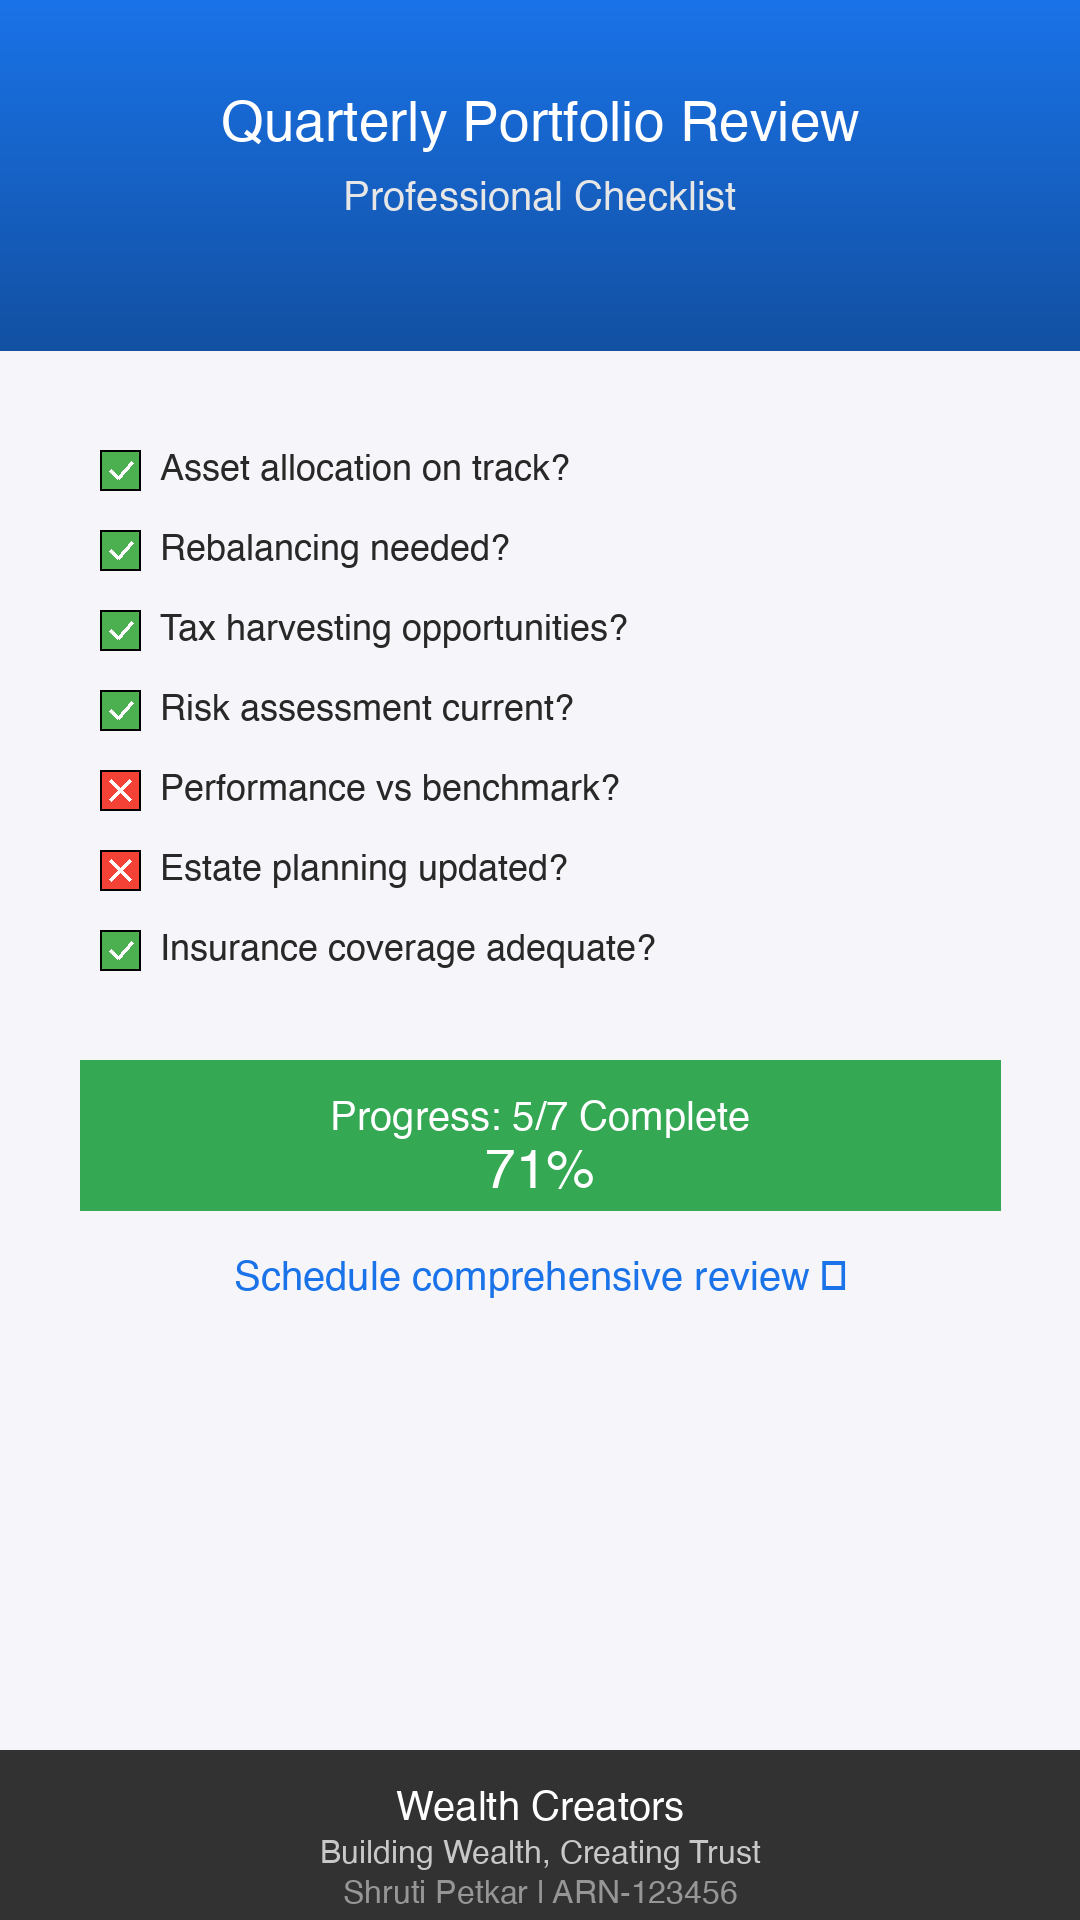 Quarterly Portfolio Review
Professional Checklist
Asset allocation on track?
Rebalancing needed?
Tax harvesting opportunities?
Risk assessment current?
Performance vs benchmark?
Estate planning updated?
Insurance coverage adequate?
Progress: 5/7 Complete
71%
Schedule comprehensive review
Wealth Creators
Building Wealth, Creating Trust
Shruti Petkar | ARN-123456